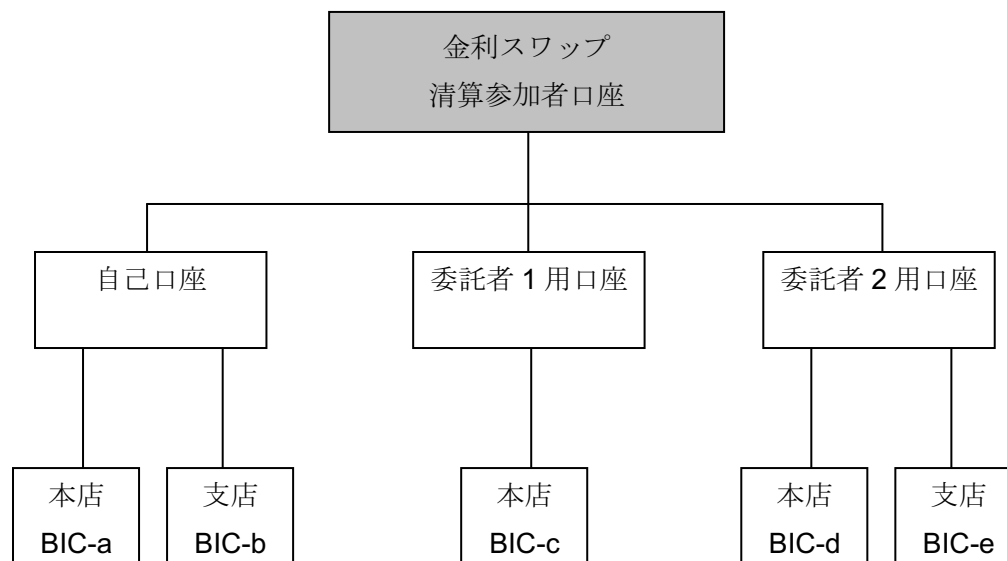 金利スワップ
清算参加者口座
自己口座
委託者 1 用口座
委託者 2 用口座
本店
BIC-a
支店
BIC-b
本店
BIC-c
本店
BIC-d
支店
BIC-e